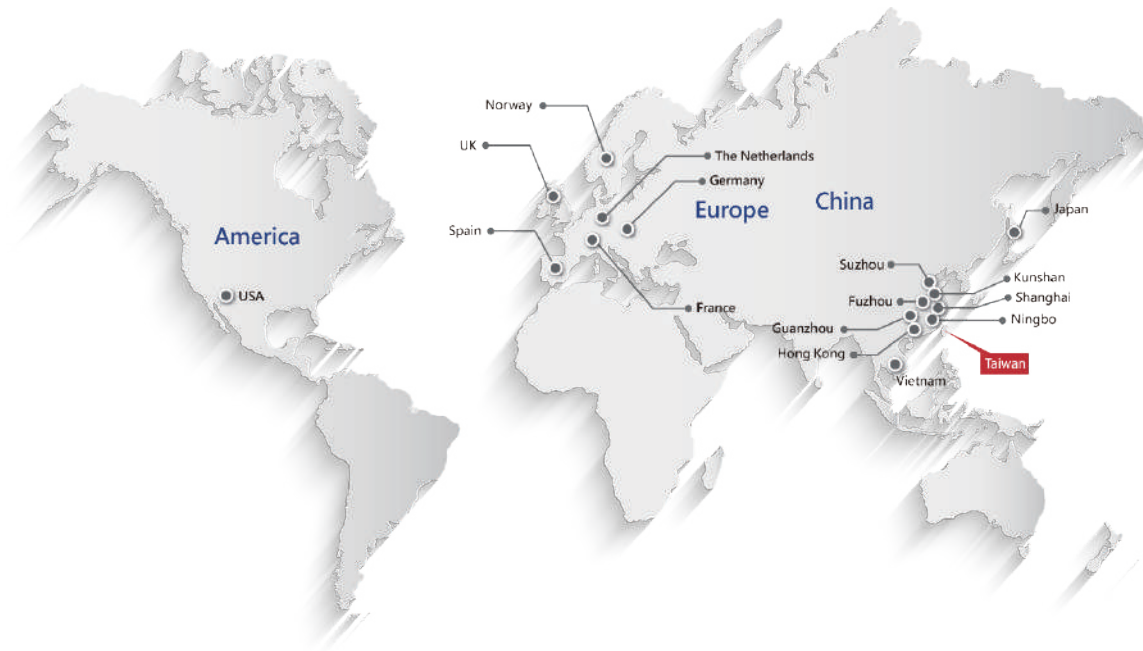 Norway
UK
The Netherlands
Germany
Europe
China
Japan
America
Spain
Suzhou
Kunshan
USA
Fuzhou
Shanghai
France
Ningbo
Guanzhou
Hong Kong
Taiwan
Vietnam